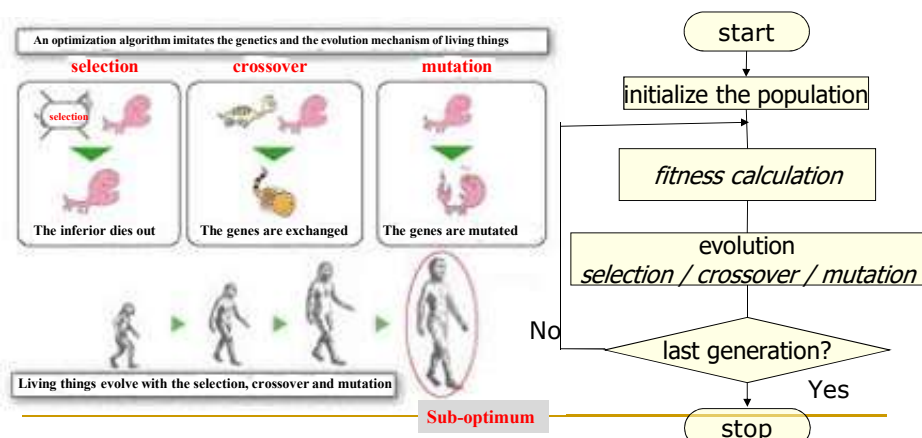 An optimization algorithm imitates the genetics and the evolution mechanism of living things
selection
crossover
mutation
selection
The inferior dies out
The genes are exchanged
The genes are mutated
Living things evolve with the selection, crossover and mutation
Sub-optimum
start
initialize the population
fitness calculation
evolution
selection / crossover / mutation
No
last generation?
Yes
stop